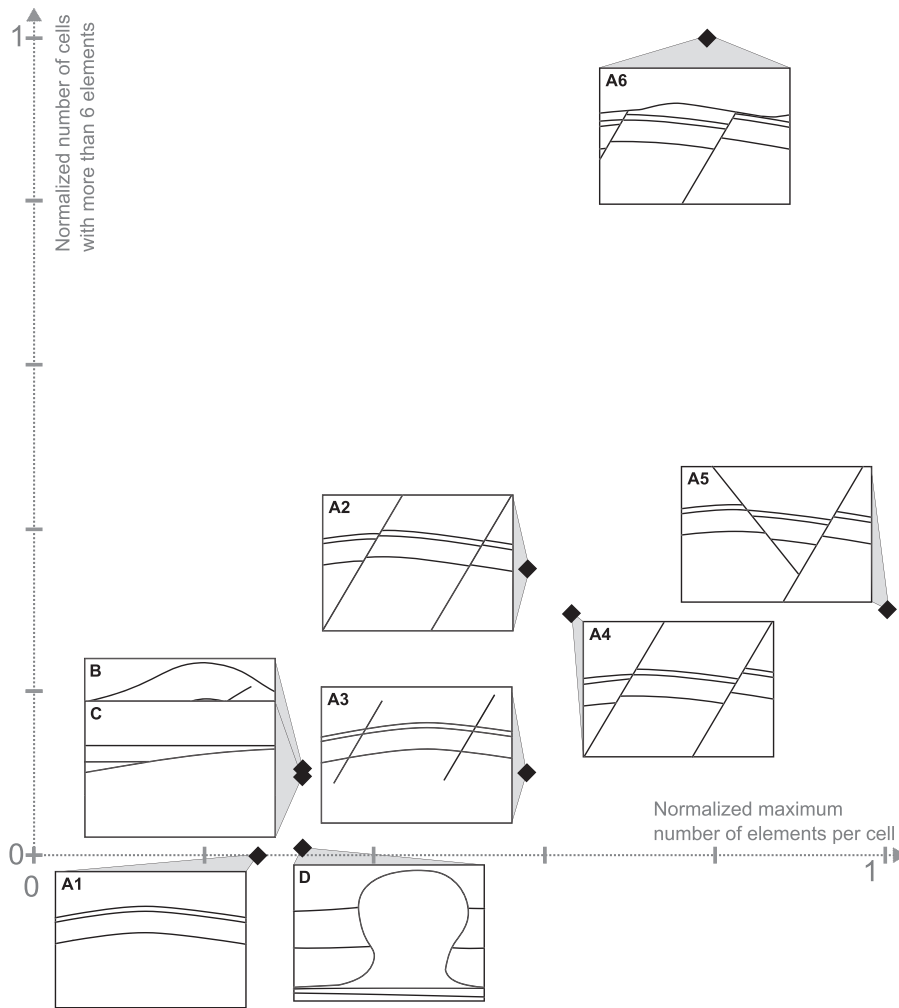 1
Normalized number of cells
with more than 6 elements
A6
A5
A2
A4
B
A3
C
Normalized maximum
number of elements per cell
0
0
1
A1
D